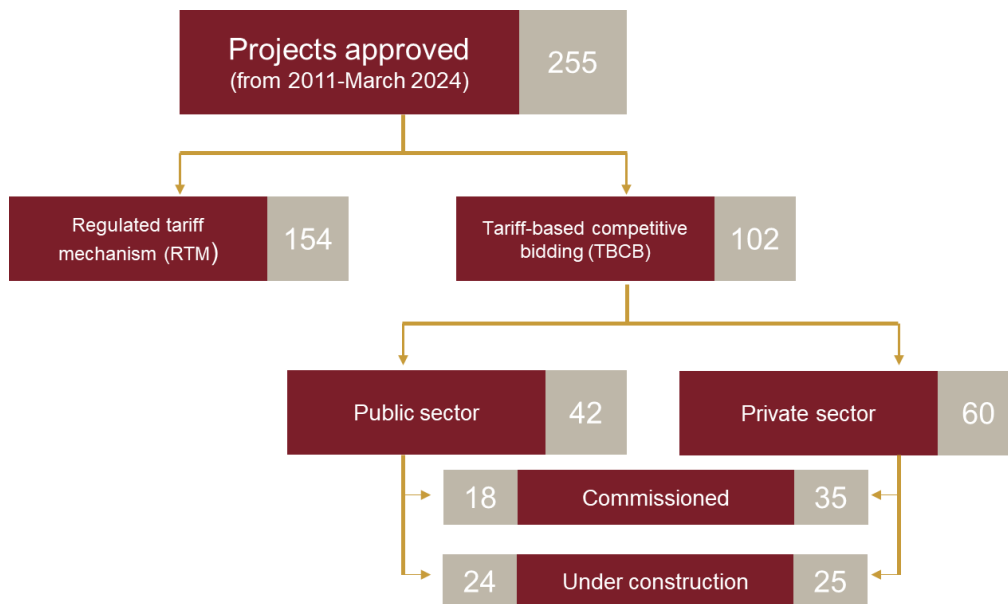 Projects approved
(from 2011-March 2024)
255
Regulated tariff
mechanism (RTM)
154
Tariff-based competitive
bidding (TBCB)
102
Public sector
42
Private sector
60
18
Commissioned
35
24
Under construction
25